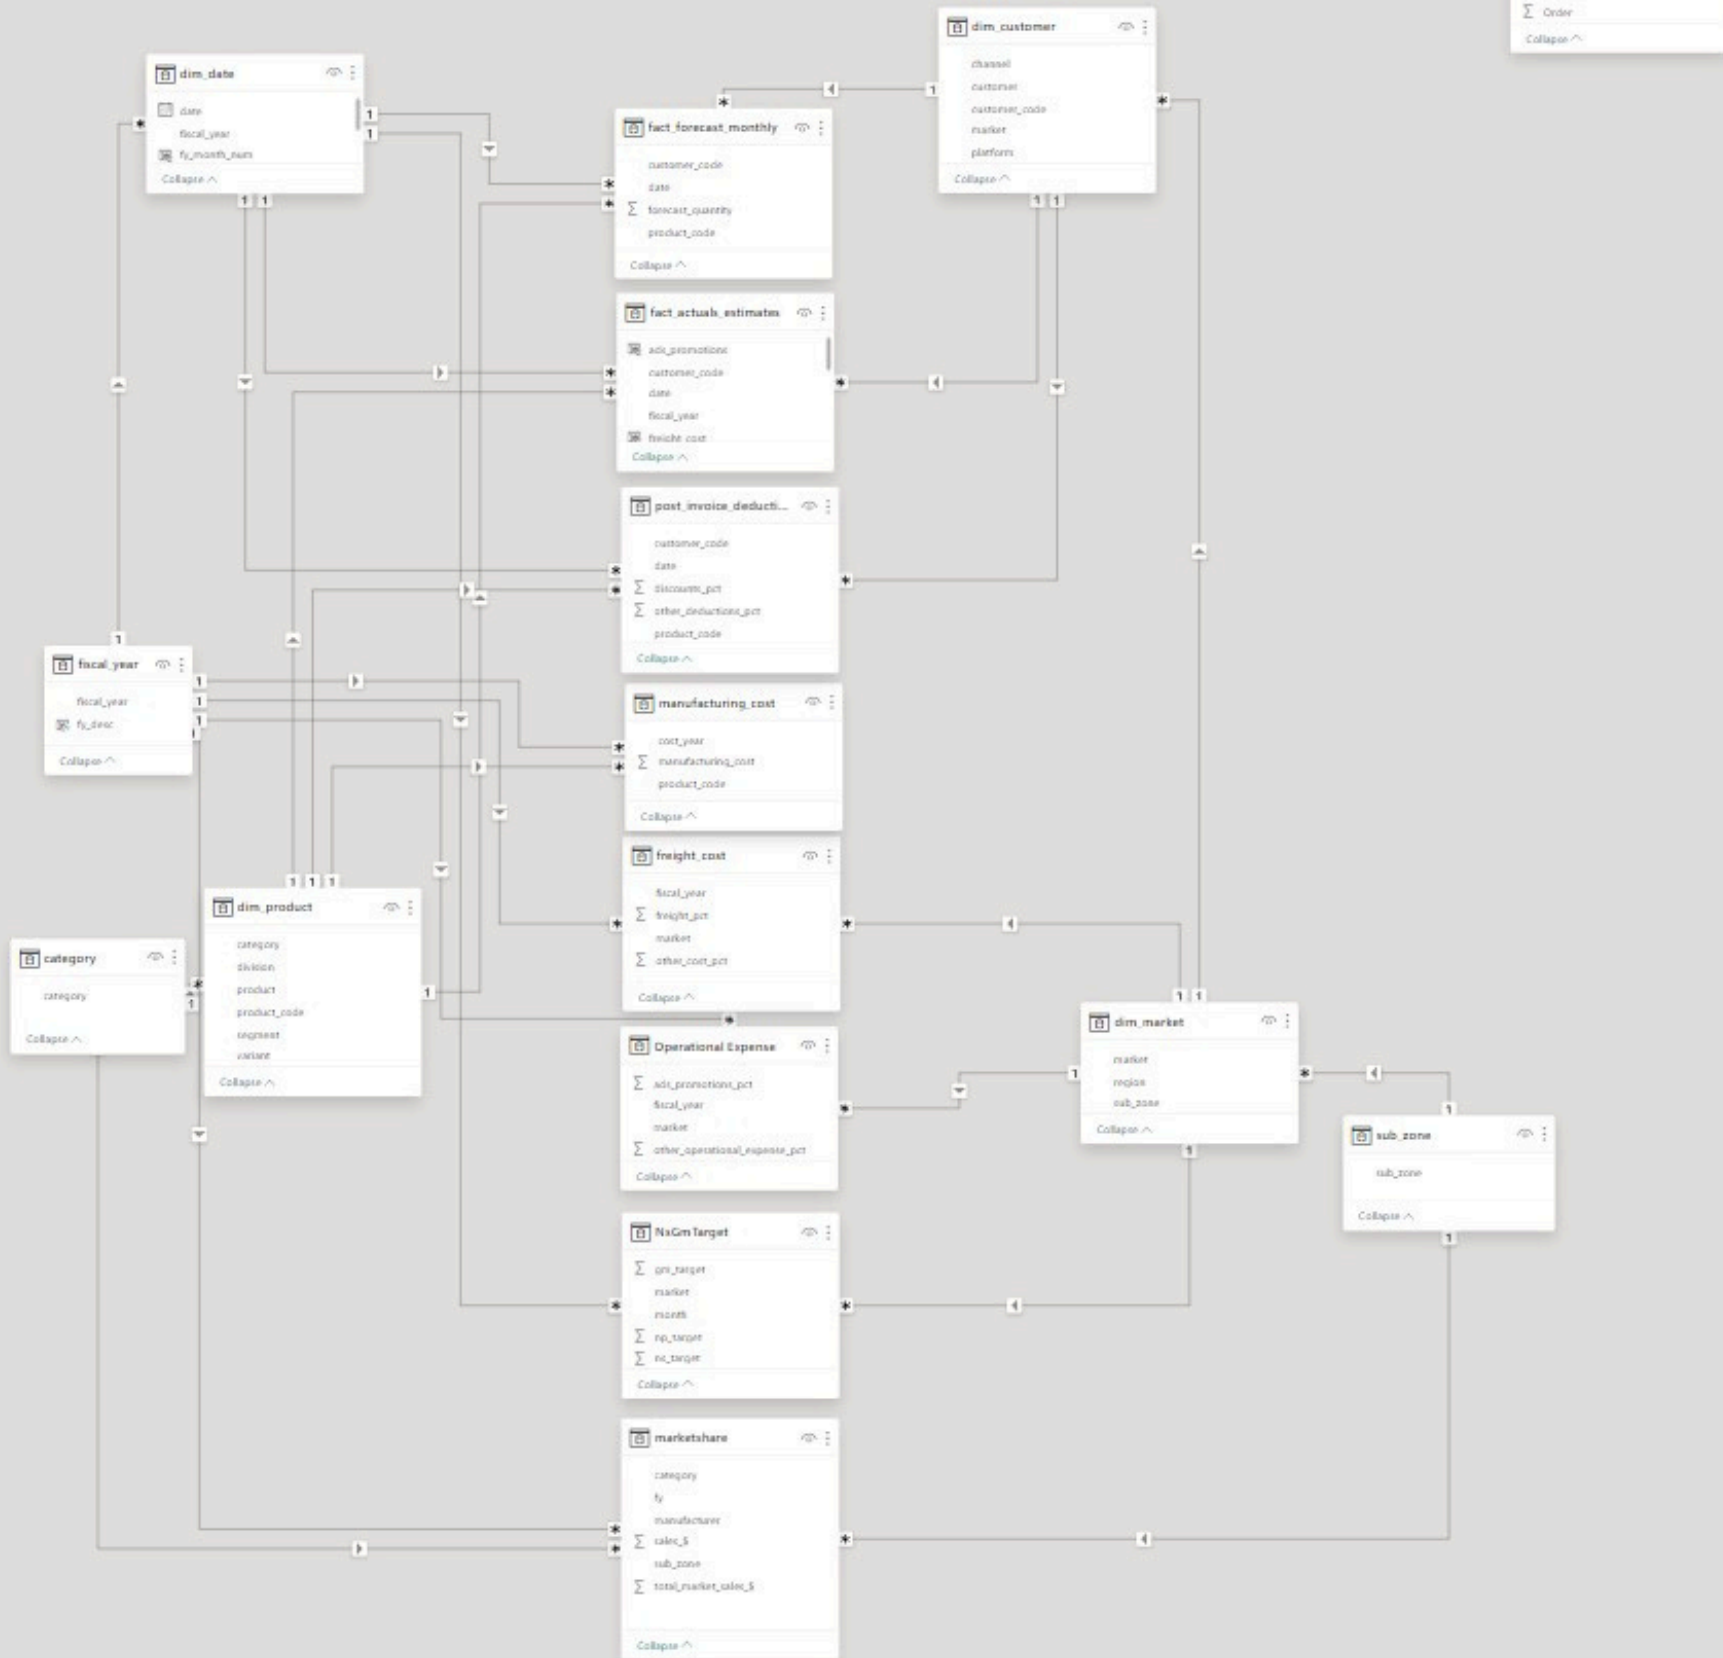 Order
Collapse
dim_customer
channel
customer
customer_code
market
platform
Collapse
dim_date
date
fiscal_year
fy_month_num
Collapse
fact_forecast_monthly
customer_code
date
forecast_quantity
product_code
Collapse
fact_actuals_estimates
ads_promotions
customer_code
date
fiscal_year
freight_cost
Collapse
post_invoice_deducti...
customer_code
date
discounts_pct
other_deductions_pct
product_code
Collapse
fiscal_year
fiscal_year
fy_desc
Collapse
manufacturing_cost
cost_year
manufacturing_cost
product_code
Collapse
freight_cost
fiscal_year
freight_pct
market
other_cost_pct
Collapse
dim_product
category
division
product
product_code
segment
variant
Collapse
category
category
Collapse
Operational Expense
ads_promotions_pct
fiscal_year
market
other_operational_expense_pct
Collapse
dim_market
market
region
sub_zone
Collapse
sub_zone
sub_zone
Collapse
NsGmTarget
gm_target
market
month
np_target
ns_target
Collapse
marketshare
category
fy
manufacturer
sales_$
sub_zone
total_market_sales_$
Collapse